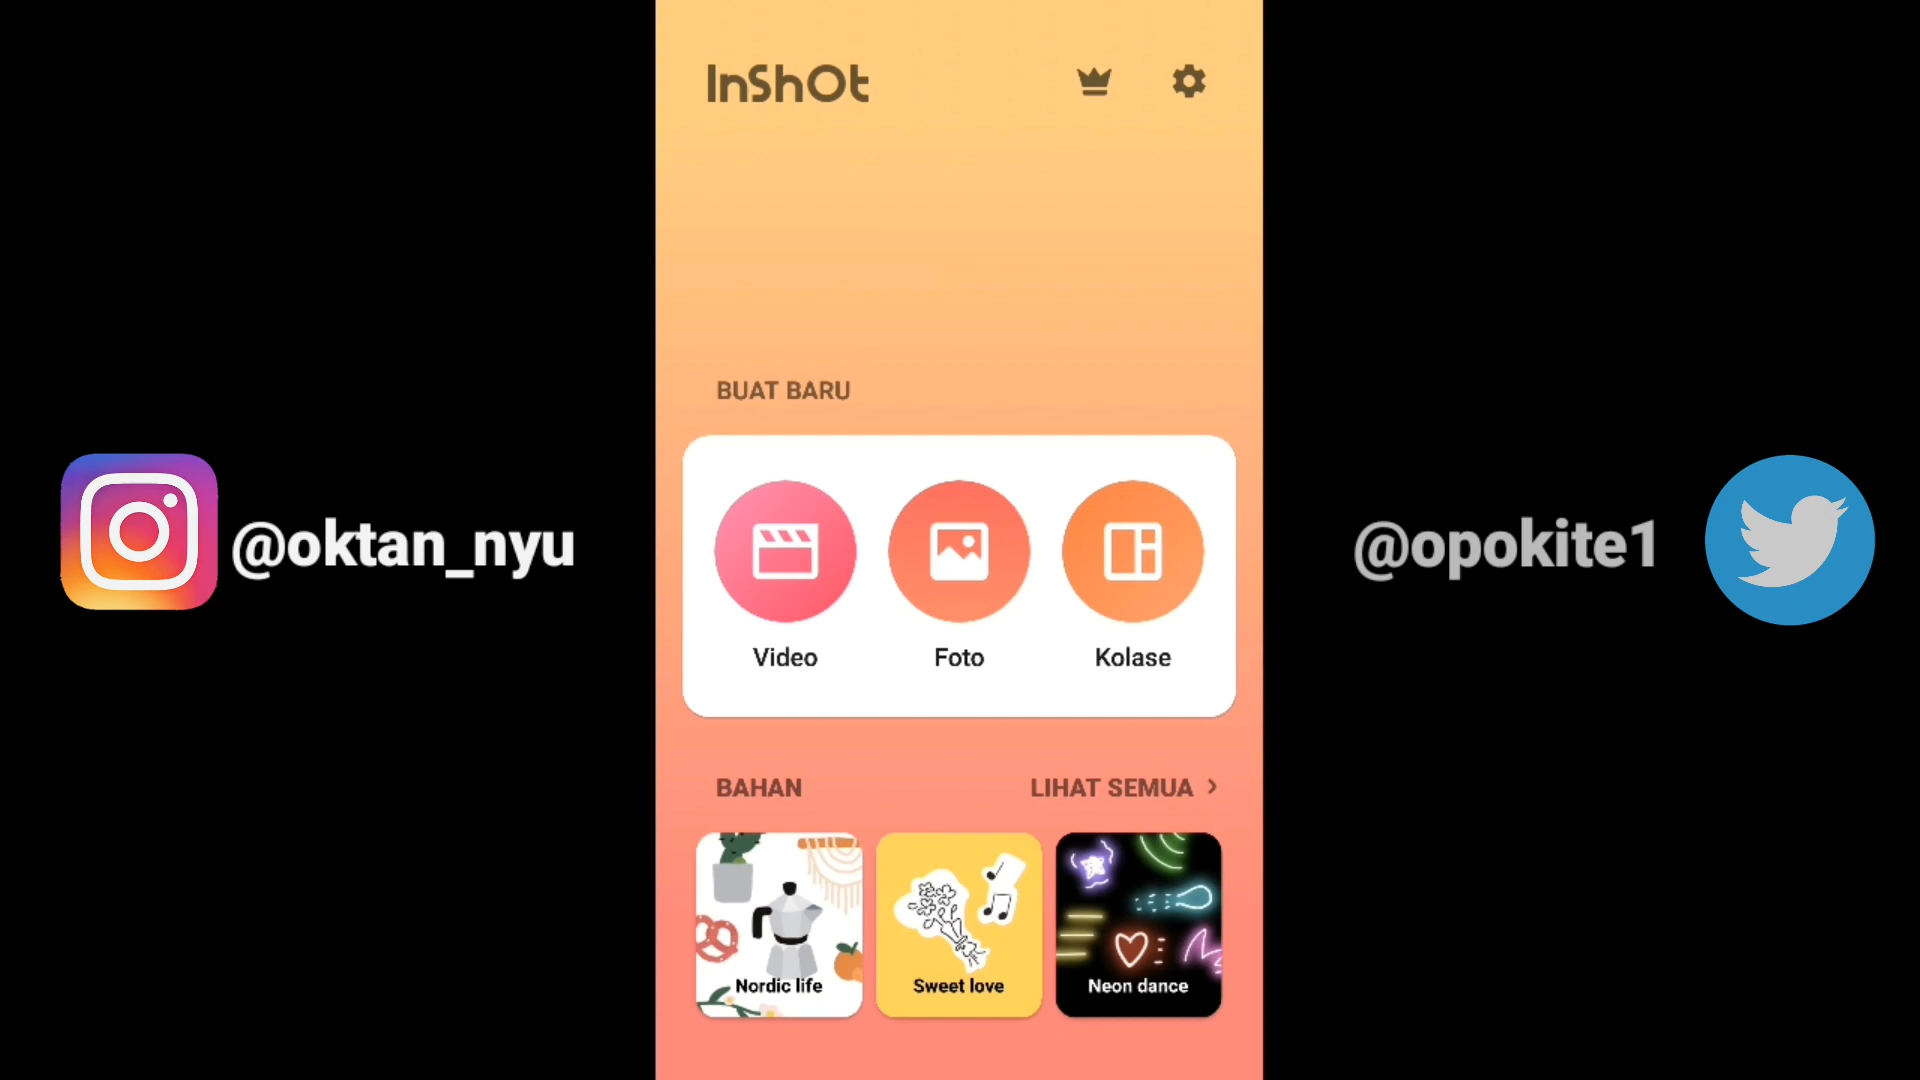 InShOt
BUAT BARU
@oktan_nyu
@opokite1
Video
Foto
Kolase
BAHAN
LIHAT SEMUA >
Nordic life
Sweet love
Neon dance